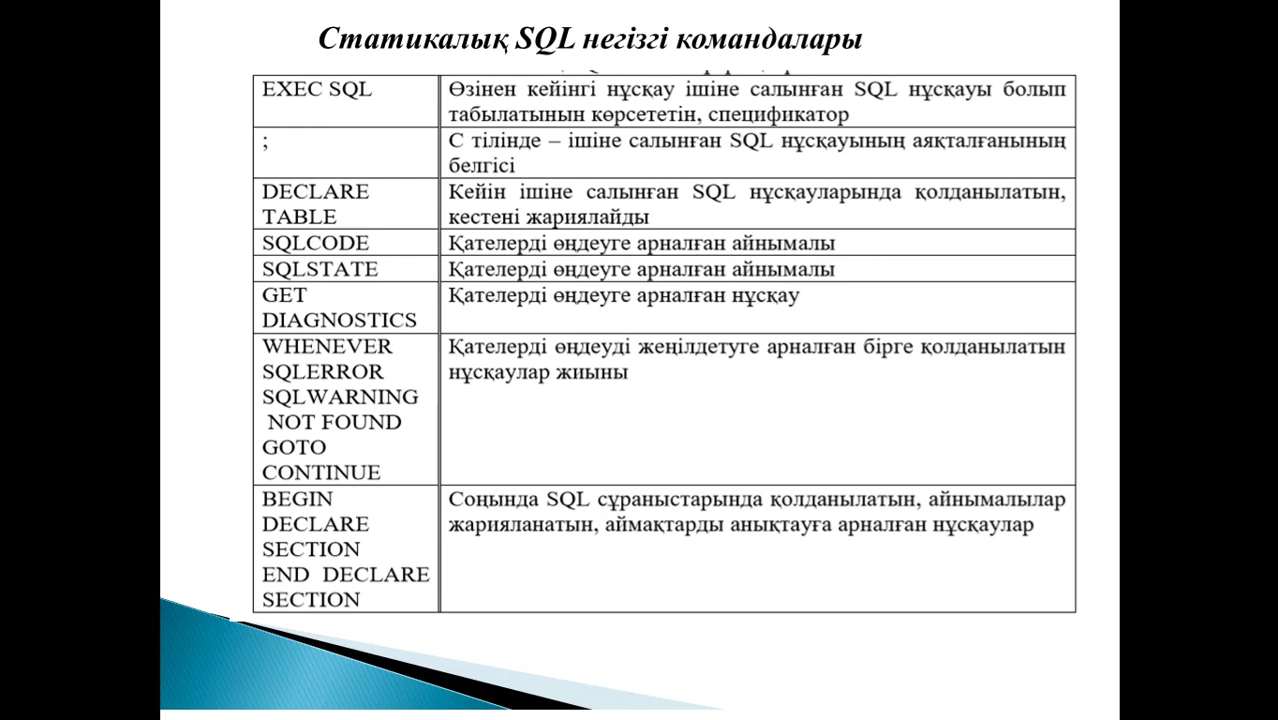 Статикалық SQL негізгі командалары
EXEC SQL
Өзінен кейінгі нұсқау ішіне салынған SQL нұсқауы болып
табылатынын көрсететін, спецификатор
;
С тілінде – ішіне салынған SQL нұсқауының аяқталғанының
белгісі
DECLARE
TABLE
Кейін ішіне салынған SQL нұсқауларында қолданылатын,
кестені жариялайды
SQLCODE
Қателерді өңдеуге арналған айнымалы
SQLSTATE
Қателерді өңдеуге арналған айнымалы
GET
DIAGNOSTICS
Қателерді өңдеуге арналған нұсқау
WHENEVER
SQLERROR
SQLWARNING
NOT FOUND
GOTO
CONTINUE
Қателерді өңдеуді жеңілдетуге арналған бірге қолданылатын
нұсқаулар жиыны
BEGIN
DECLARE
SECTION
END DECLARE
SECTION
Соңында SQL сұраныстарында қолданылатын, айнымалылар
жарияланатын, аймақтарды анықтауға арналған нұсқаулар